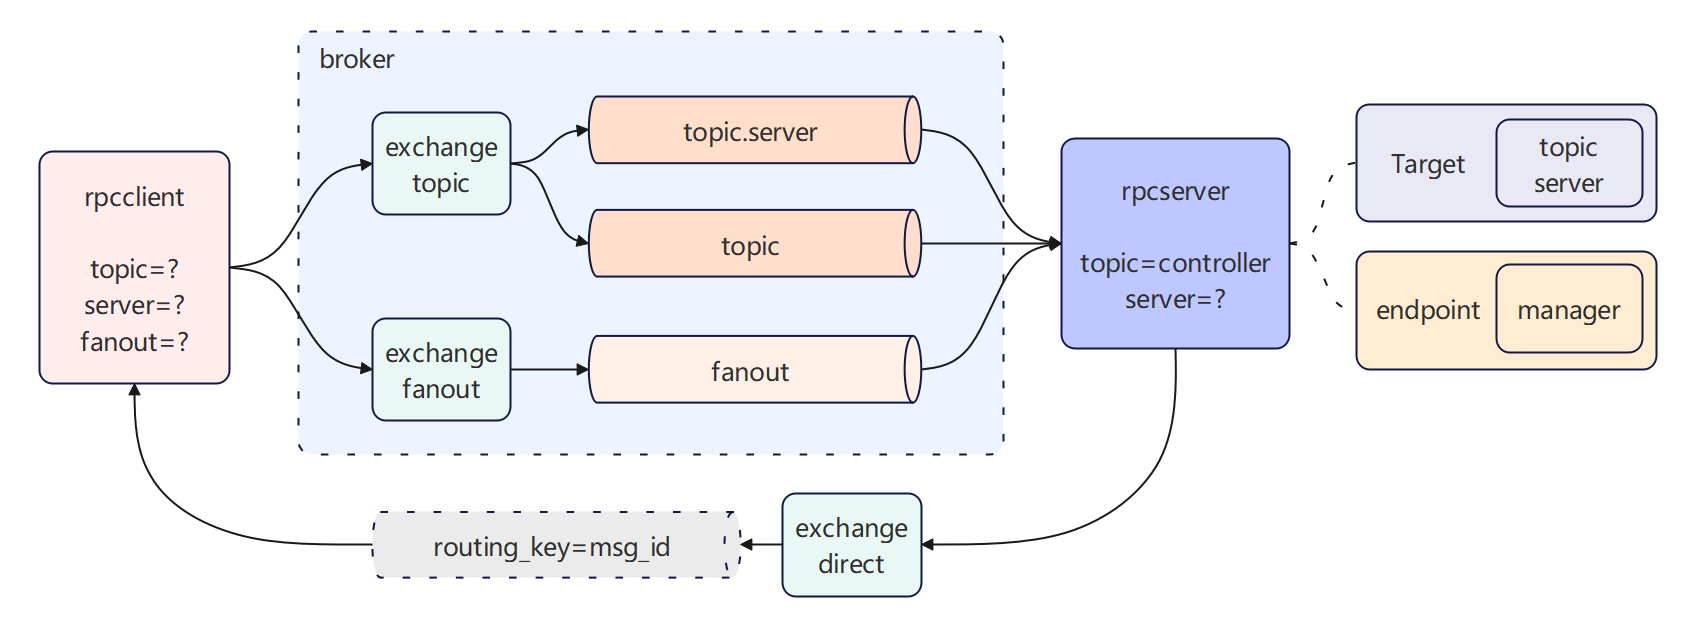 broker
rpcclient
topic=?
server=?
fanout=?
exchange
topic
exchange
fanout
topic.server
topic
fanout
rpcserver
topic=controller
server=?
Target
topic
server
endpoint
manager
routing_key=msg_id
exchange
direct